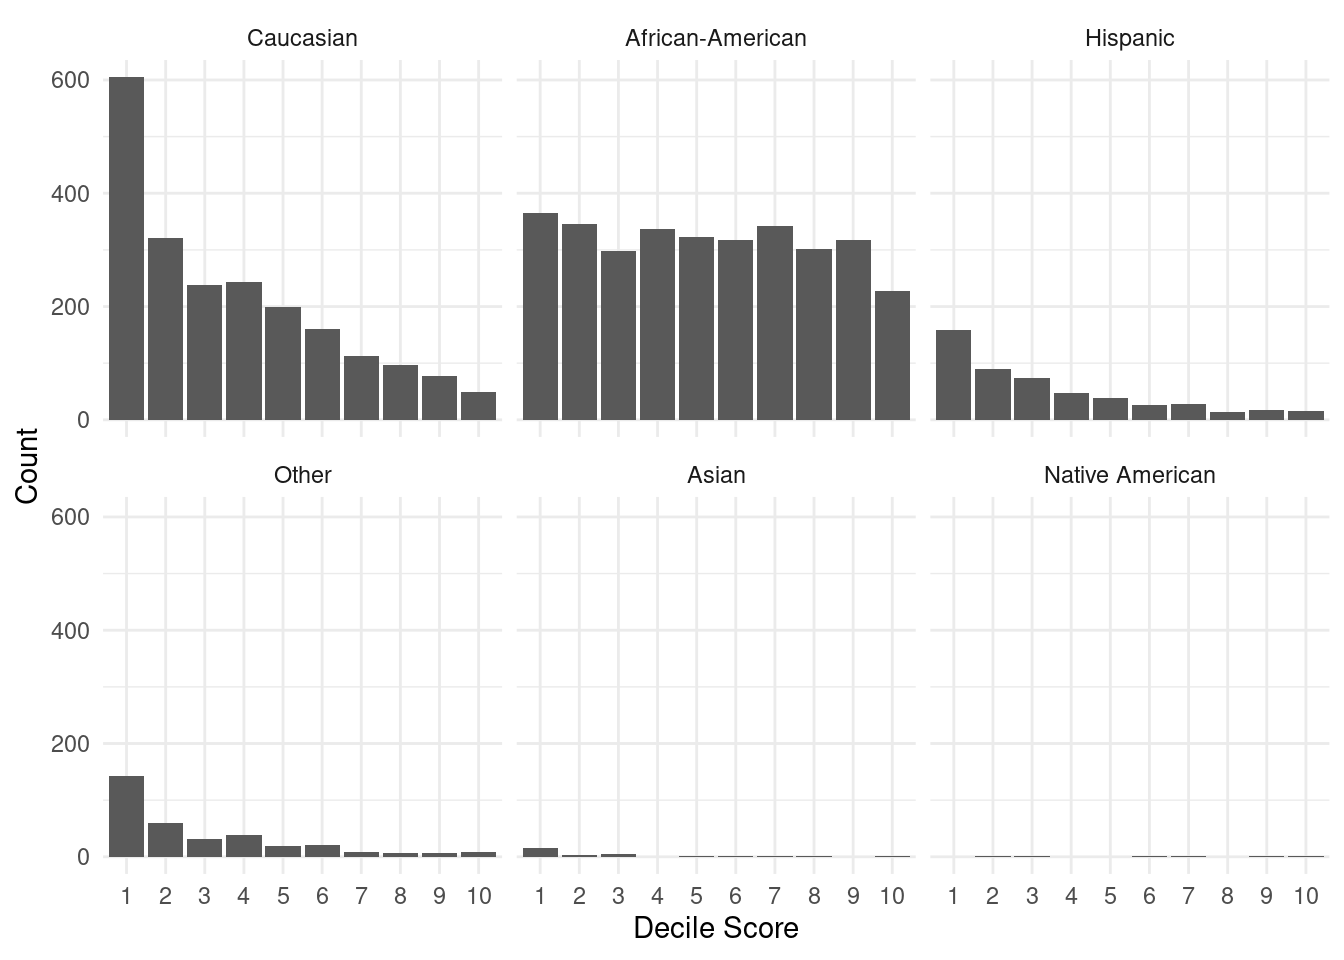 Caucasian
African-American
Hispanic
600
400
200
0
Count
Other
Asian
Native American
600
400
200
0
1 2 3 4 5 6 7 8 9 10
1 2 3 4 5 6 7 8 9 10
1 2 3 4 5 6 7 8 9 10
Decile Score